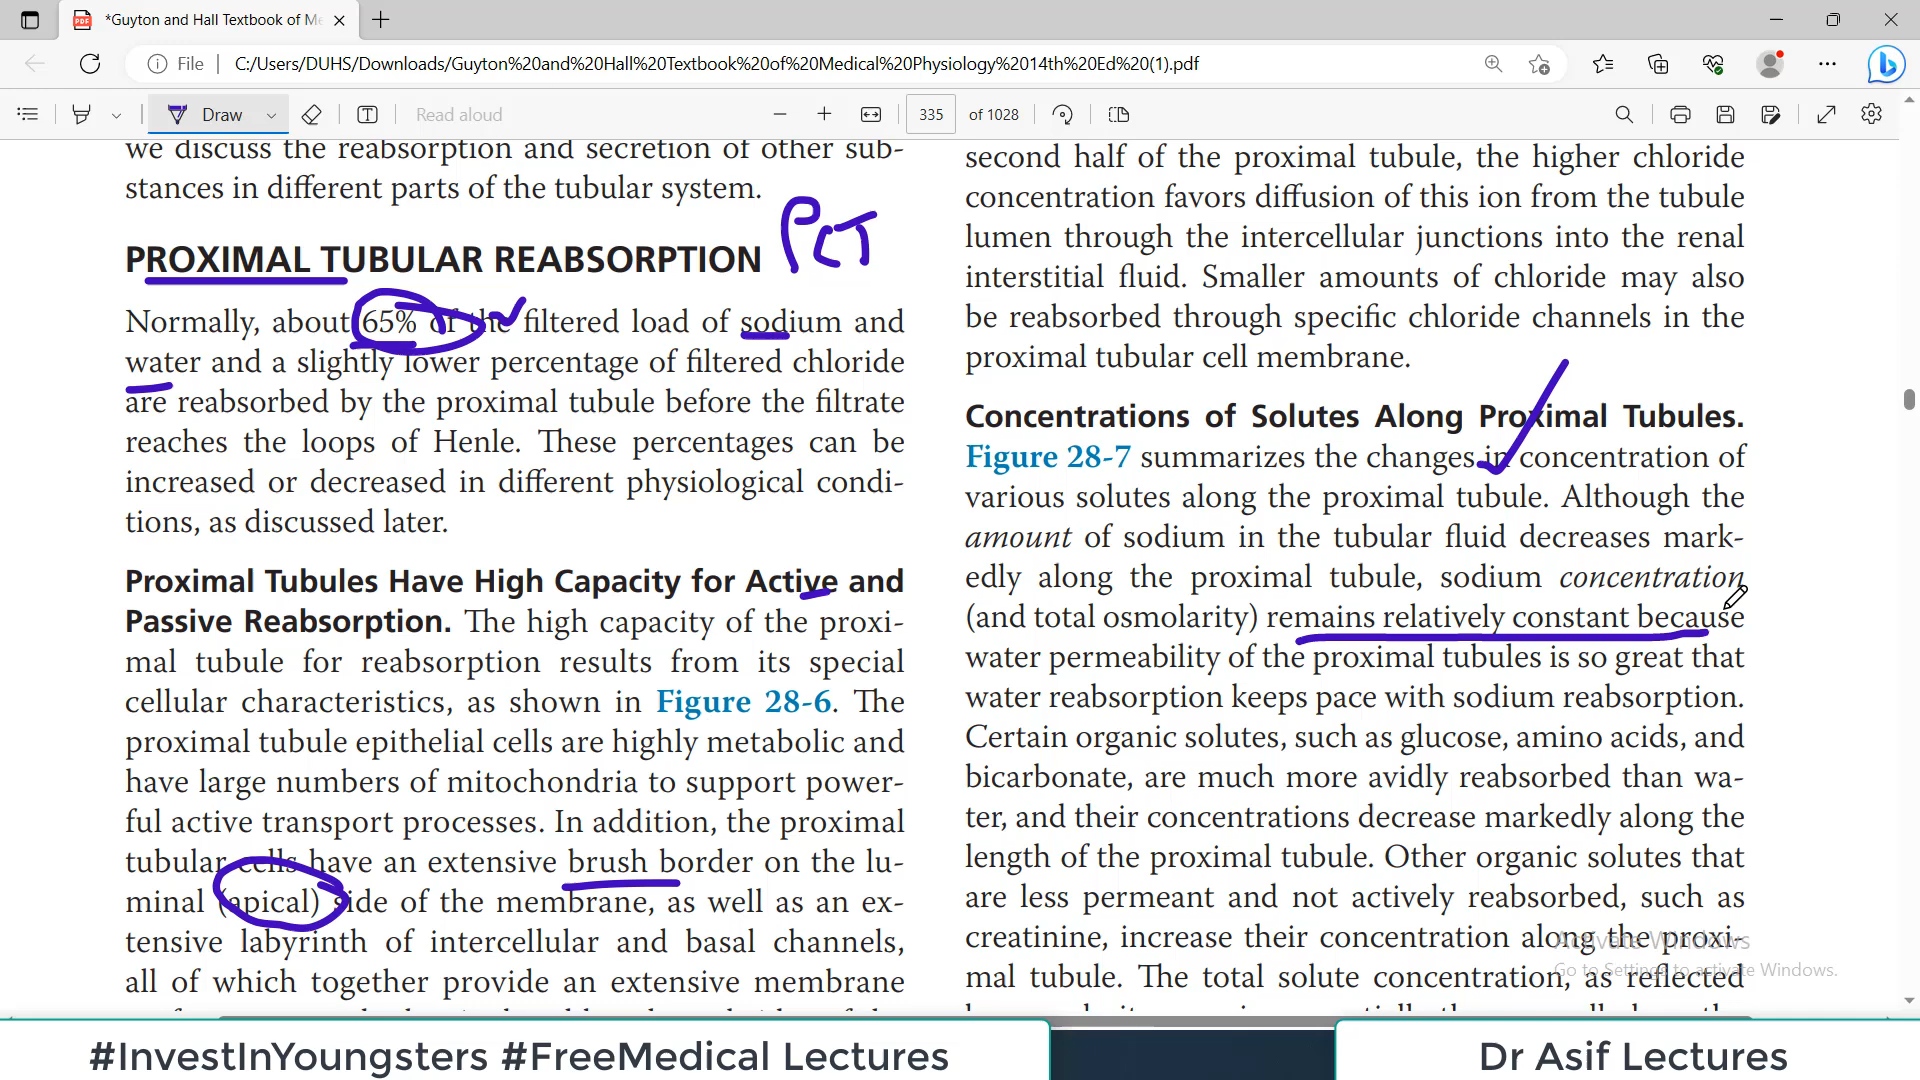 *Guyton and Hall Textbook of Me
File
C:/Users/DUHS/Downloads/Guyton%20and%20Hall%20Textbook%20of%20Medical%20Physiology%2014th%20Ed%20(1).pdf
Draw
Read aloud
335 of 1028
we discuss the reabsorption and secretion of other sub-
stances in different parts of the tubular system.
PROXIMAL TUBULAR REABSORPTION
PCT
Normally, about 65% of the filtered load of sodium and
water and a slightly lower percentage of filtered chloride
are reabsorbed by the proximal tubule before the filtrate
reaches the loops of Henle. These percentages can be
increased or decreased in different physiological condi-
tions, as discussed later.
Proximal Tubules Have High Capacity for Active and
Passive Reabsorption. The high capacity of the proxi-
mal tubule for reabsorption results from its special
cellular characteristics, as shown in Figure 28-6. The
proximal tubule epithelial cells are highly metabolic and
have large numbers of mitochondria to support power-
ful active transport processes. In addition, the proximal
tubular cells have an extensive brush border on the lu-
minal (apical) side of the membrane, as well as an ex-
tensive labyrinth of intercellular and basal channels,
all of which together provide an extensive membrane
second half of the proximal tubule, the higher chloride
concentration favors diffusion of this ion from the tubule
lumen through the intercellular junctions into the renal
interstitial fluid. Smaller amounts of chloride may also
be reabsorbed through specific chloride channels in the
proximal tubular cell membrane.
Concentrations of Solutes Along Proximal Tubules.
Figure 28-7 summarizes the changes in concentration of
various solutes along the proximal tubule. Although the
amount of sodium in the tubular fluid decreases mark-
edly along the proximal tubule, sodium concentration
(and total osmolarity) remains relatively constant because
water permeability of the proximal tubules is so great that
water reabsorption keeps pace with sodium reabsorption.
Certain organic solutes, such as glucose, amino acids, and
bicarbonate, are much more avidly reabsorbed than wa-
ter, and their concentrations decrease markedly along the
length of the proximal tubule. Other organic solutes that
are less permeant and not actively reabsorbed, such as
creatinine, increase their concentration along the proxi-
mal tubule. The total solute concentration, as reflected
Activate Windows
Go to Settings to activate Windows.
#InvestInYoungsters #FreeMedical Lectures
Dr Asif Lectures